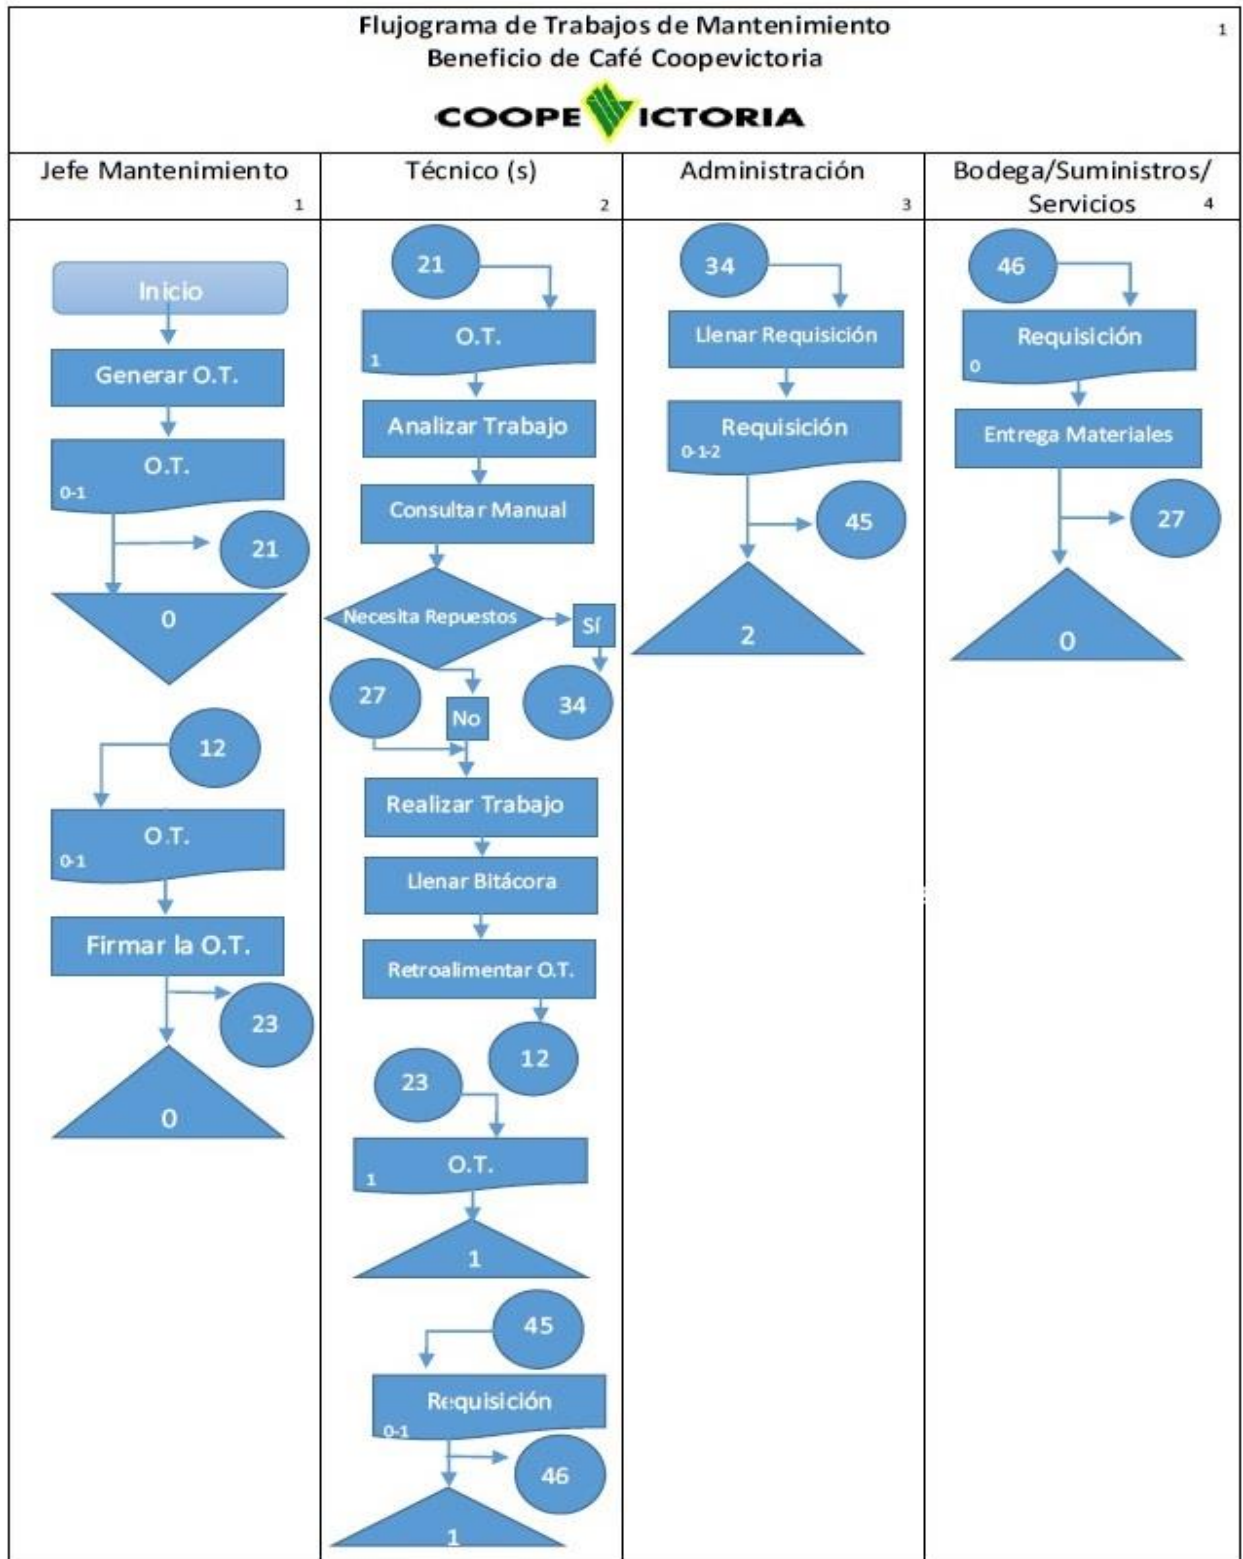 Flujograma de Trabajos de Mantenimiento
1
Beneficio de Café Coopevictoria
COOPEVICTORIA
Jefe Mantenimiento
1
Inicio
Generar O.T.
O.T.
0-1
21
0
12
O.T.
0-1
Firmar la O.T.
23
0
Técnico (s)
2
21
O.T.
1
Analizar Trabajo
Consultar Manual
Necesita Repuestos
Sí
34
No
27
Realizar Trabajo
Llenar Bitácora
Retroalimentar O.T.
12
23
O.T.
1
1
45
Requisición
0-1
46
1
Administración
3
34
Llenar Requisición
Requisición
0-1-2
45
2
Bodega/Suministros/
Servicios
4
46
Requisición
0
Entrega Materiales
27
0